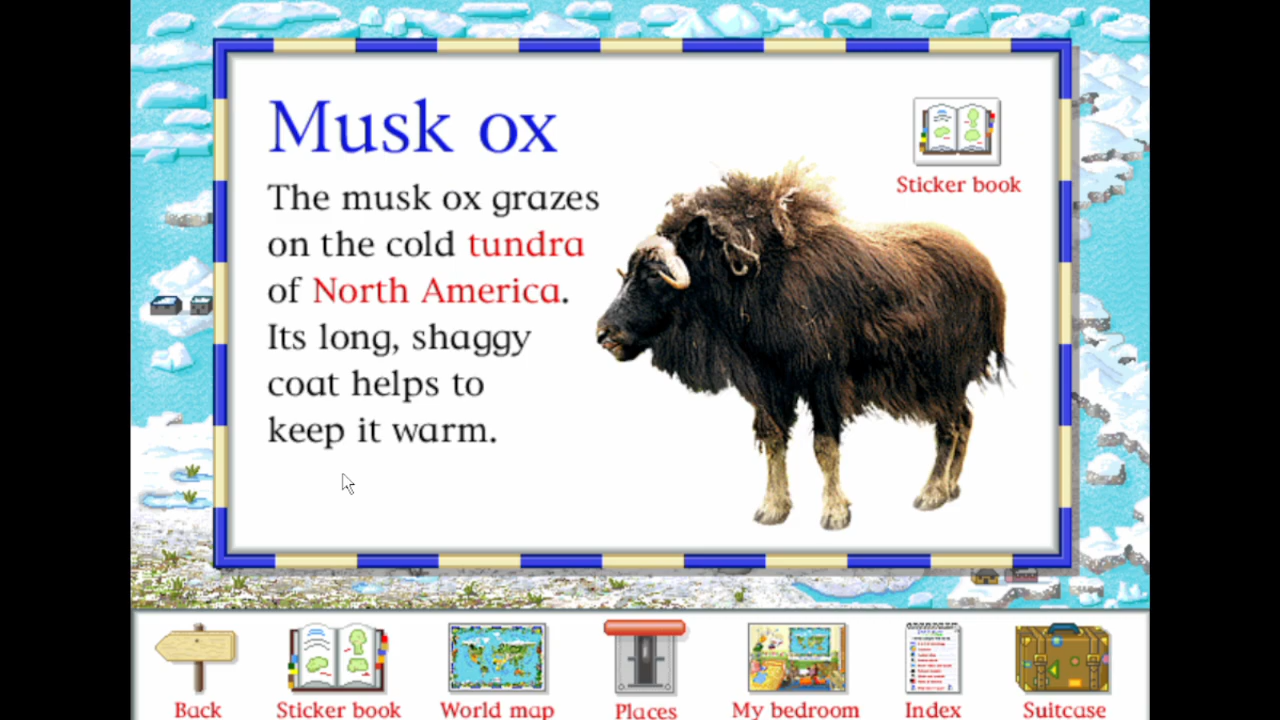 Musk ox
Sticker book
The musk ox grazes
on the cold tundra
of North America.
Its long, shaggy
coat helps to
keep it warm.
Back
Sticker book
World map
Places
My bedroom
Index
Suitcase